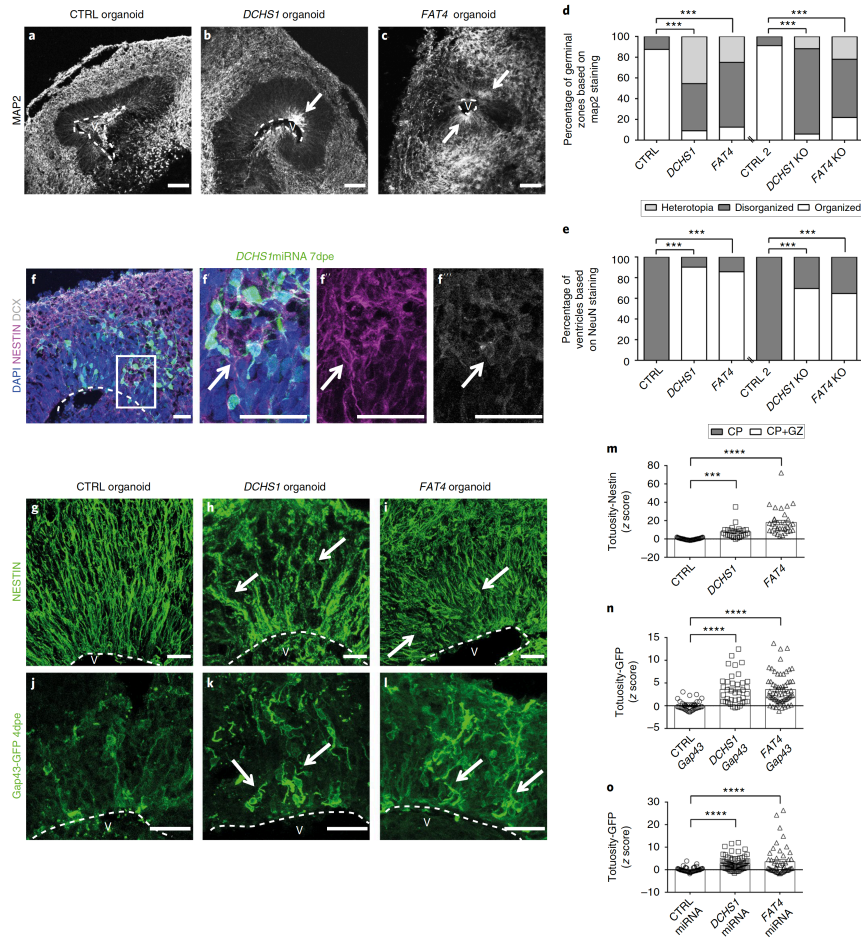 CTRL organoid
DCHS1 organoid
FAT4 organoid
MAP2
a
b
V
c
V
d
Percentage of germinal
zones based on
map2 staining
100
80
60
40
20
0
***
***
***
***
CTRL
DCHS1
FAT4
CTRL 2
DCHS1 KO
FAT4 KO
Heterotopia
Disorganized
Organized
e
Percentage of
ventricles based
on NeuN staining
100
80
60
40
20
0
***
***
***
***
CTRL
DCHS1
FAT4
CTRL 2
DCHS1 KO
FAT4 KO
CP
CP+GZ
DCHS1miRNA 7dpe
DAPI NESTIN DCX
f
f'
f''
f'''
CTRL organoid
DCHS1 organoid
FAT4 organoid
NESTIN
g
V
h
V
i
V
Gap43-GFP 4dpe
j
V
k
V
l
V
m
Totuosity-Nestin
(z score)
80
60
40
20
0
–20
****
***
CTRL
DCHS1
FAT4
n
Totuosity-GFP
(z score)
15
10
5
0
–5
****
****
CTRL
Gap43
DCHS1
Gap43
FAT4
Gap43
o
Totuosity-GFP
(z score)
30
20
10
0
–10
****
****
CTRL
miRNA
DCHS1
miRNA
FAT4
miRNA